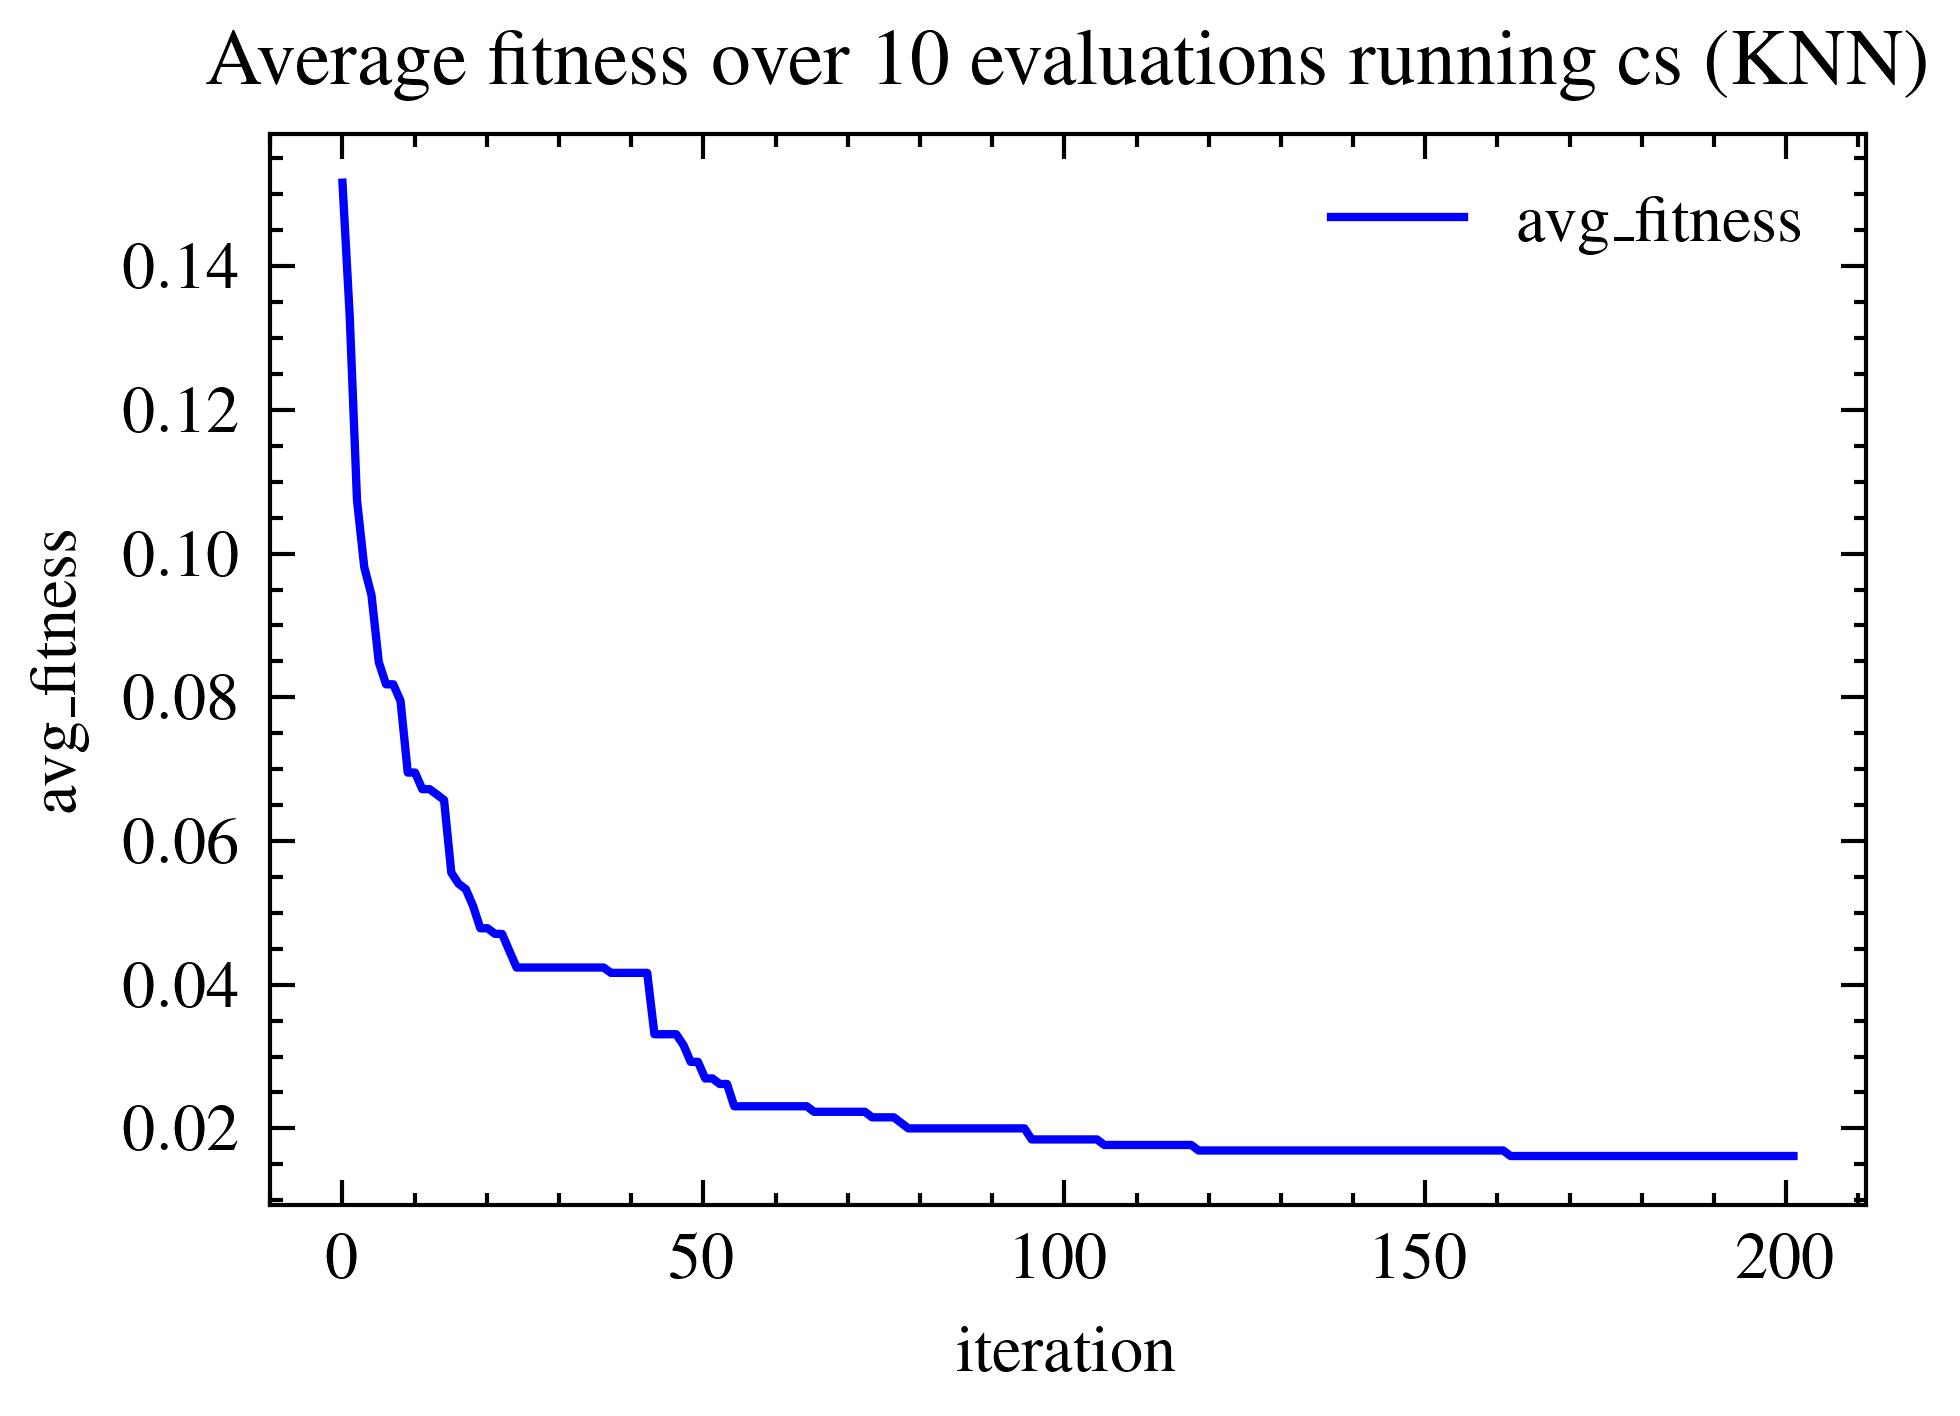 Average fitness over 10 evaluations running cs (KNN)
avg_fitness
0.14
0.12
0.10
0.08
0.06
0.04
0.02
avg_fitness
0 50 100 150 200
iteration